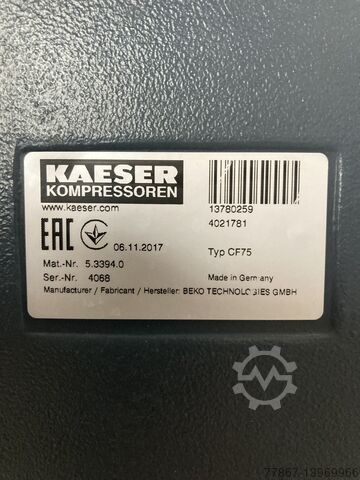 KAESER
KOMPRESSOREN
www.kaeser.com
13780259
4021781
EAC
06.11.2017
Typ CF75
Mat.-Nr. 5.3394.0
Ser.-Nr. 4068
Made in Germany
Manufacturer / Fabricant / Hersteller: BEKO TECHNOLOGIES GMBH
77867-13969966